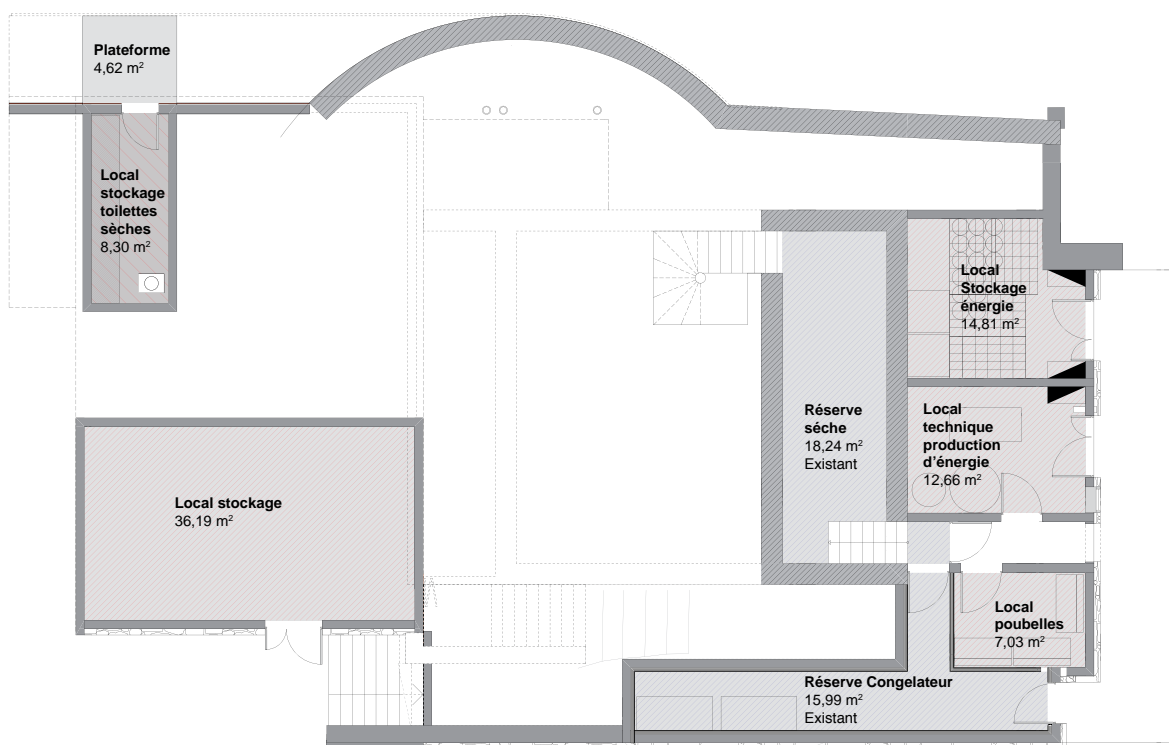 Plateforme
4,62 m²
Local
stockage
toilettes
sèches
8,30 m²
Local
Stockage
énergie
14,81 m²
Réserve
séche
18,24 m²
Existant
Local
technique
production
d'énergie
12,66 m²
Local stockage
36,19 m²
Local
poubelles
7,03 m²
Réserve Congelateur
15,99 m²
Existant